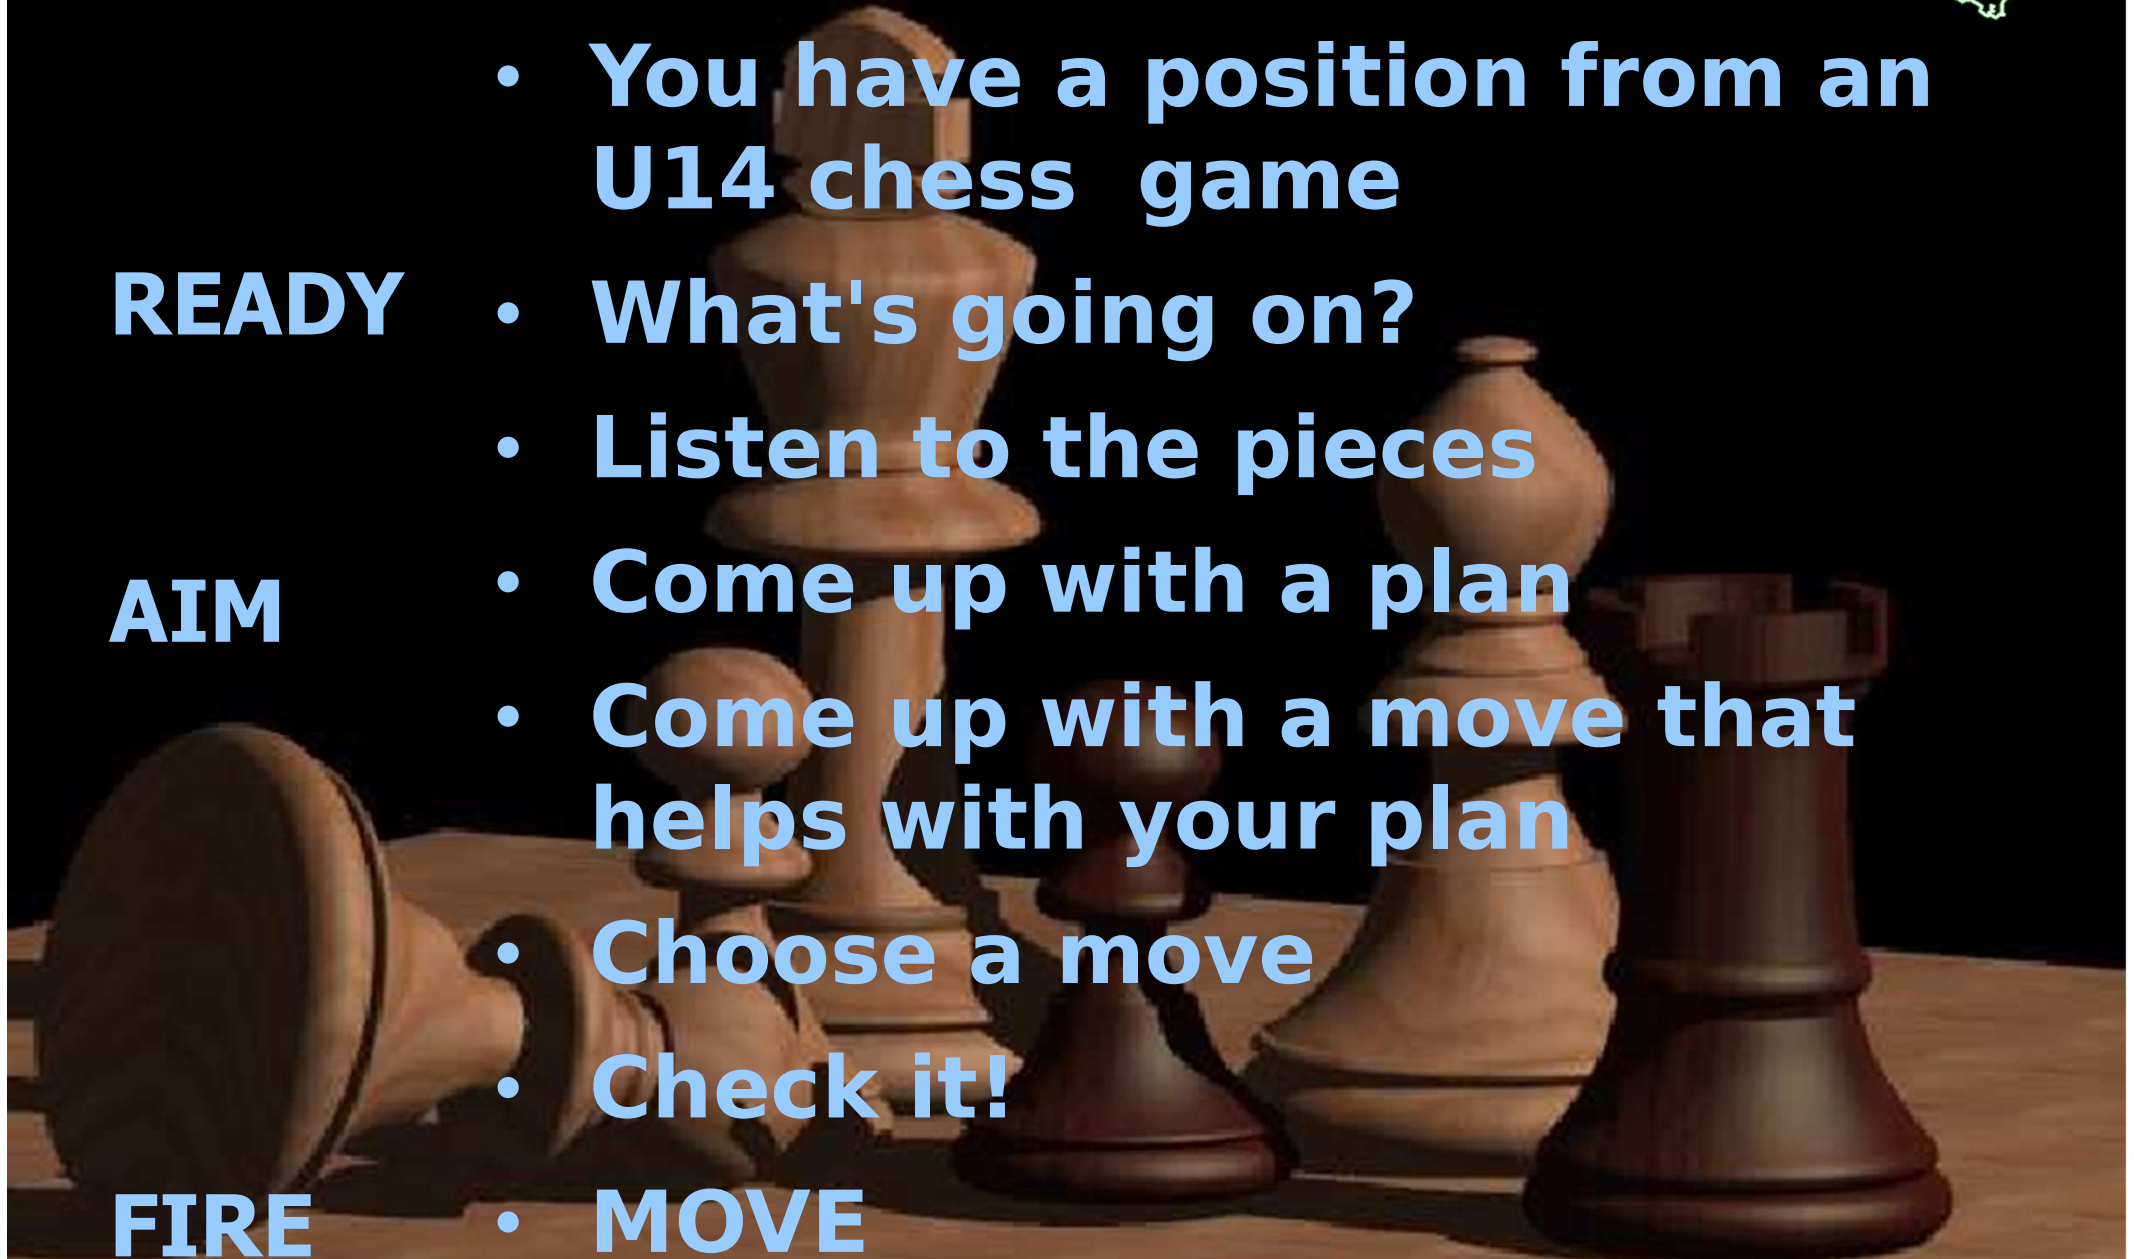 You have a position from an
U14 chess  game
READY
What's going on?
Listen to the pieces
AIM
Come up with a plan
Come up with a move that
helps with your plan
Choose a move
Check it!
FIRE
MOVE